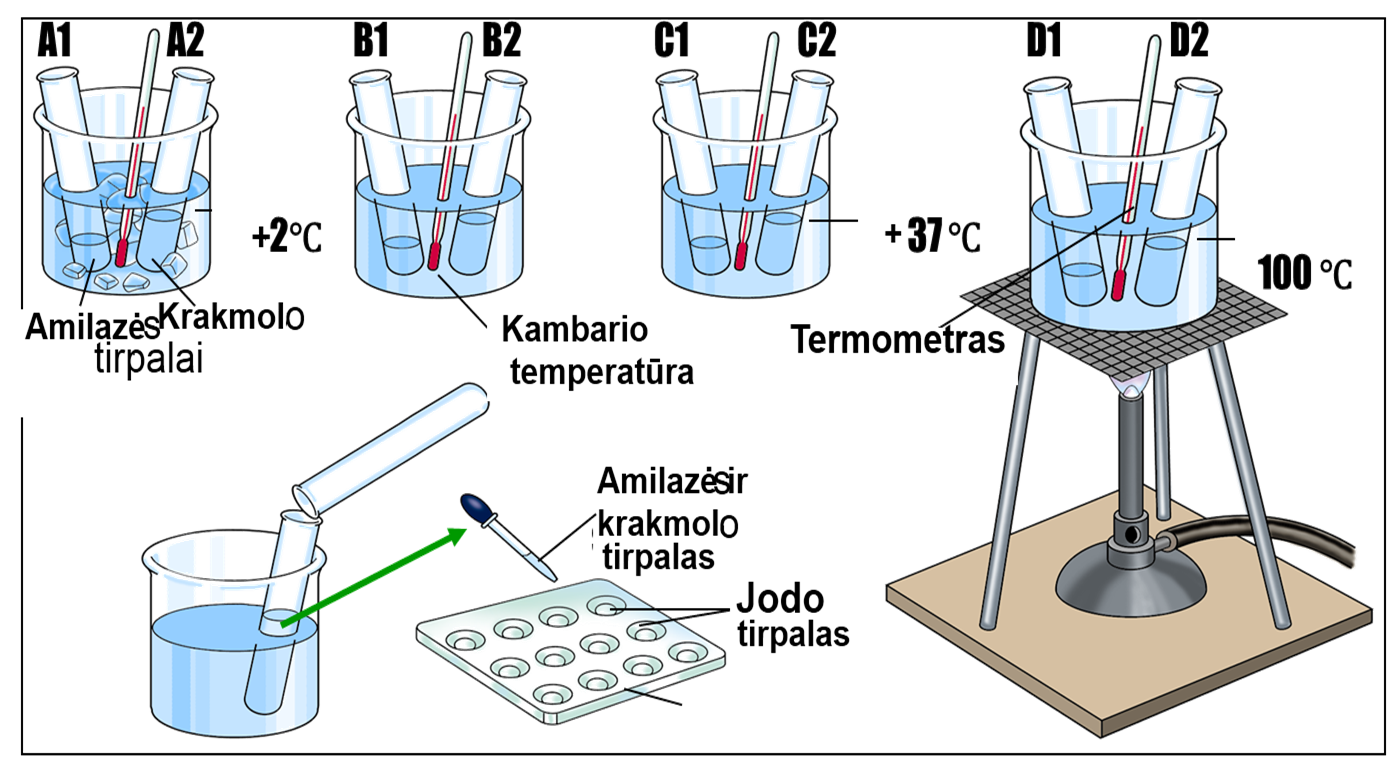 A1 A2 B1 B2 C1 C2 D1 D2
+2°C
+ 37 °C
100 °C
Amilazės Krakmolo
tirpalai
Kambario
temperatūra
Termometras
Amilazės ir
krakmolo
tirpalas
Jodo
tirpalas